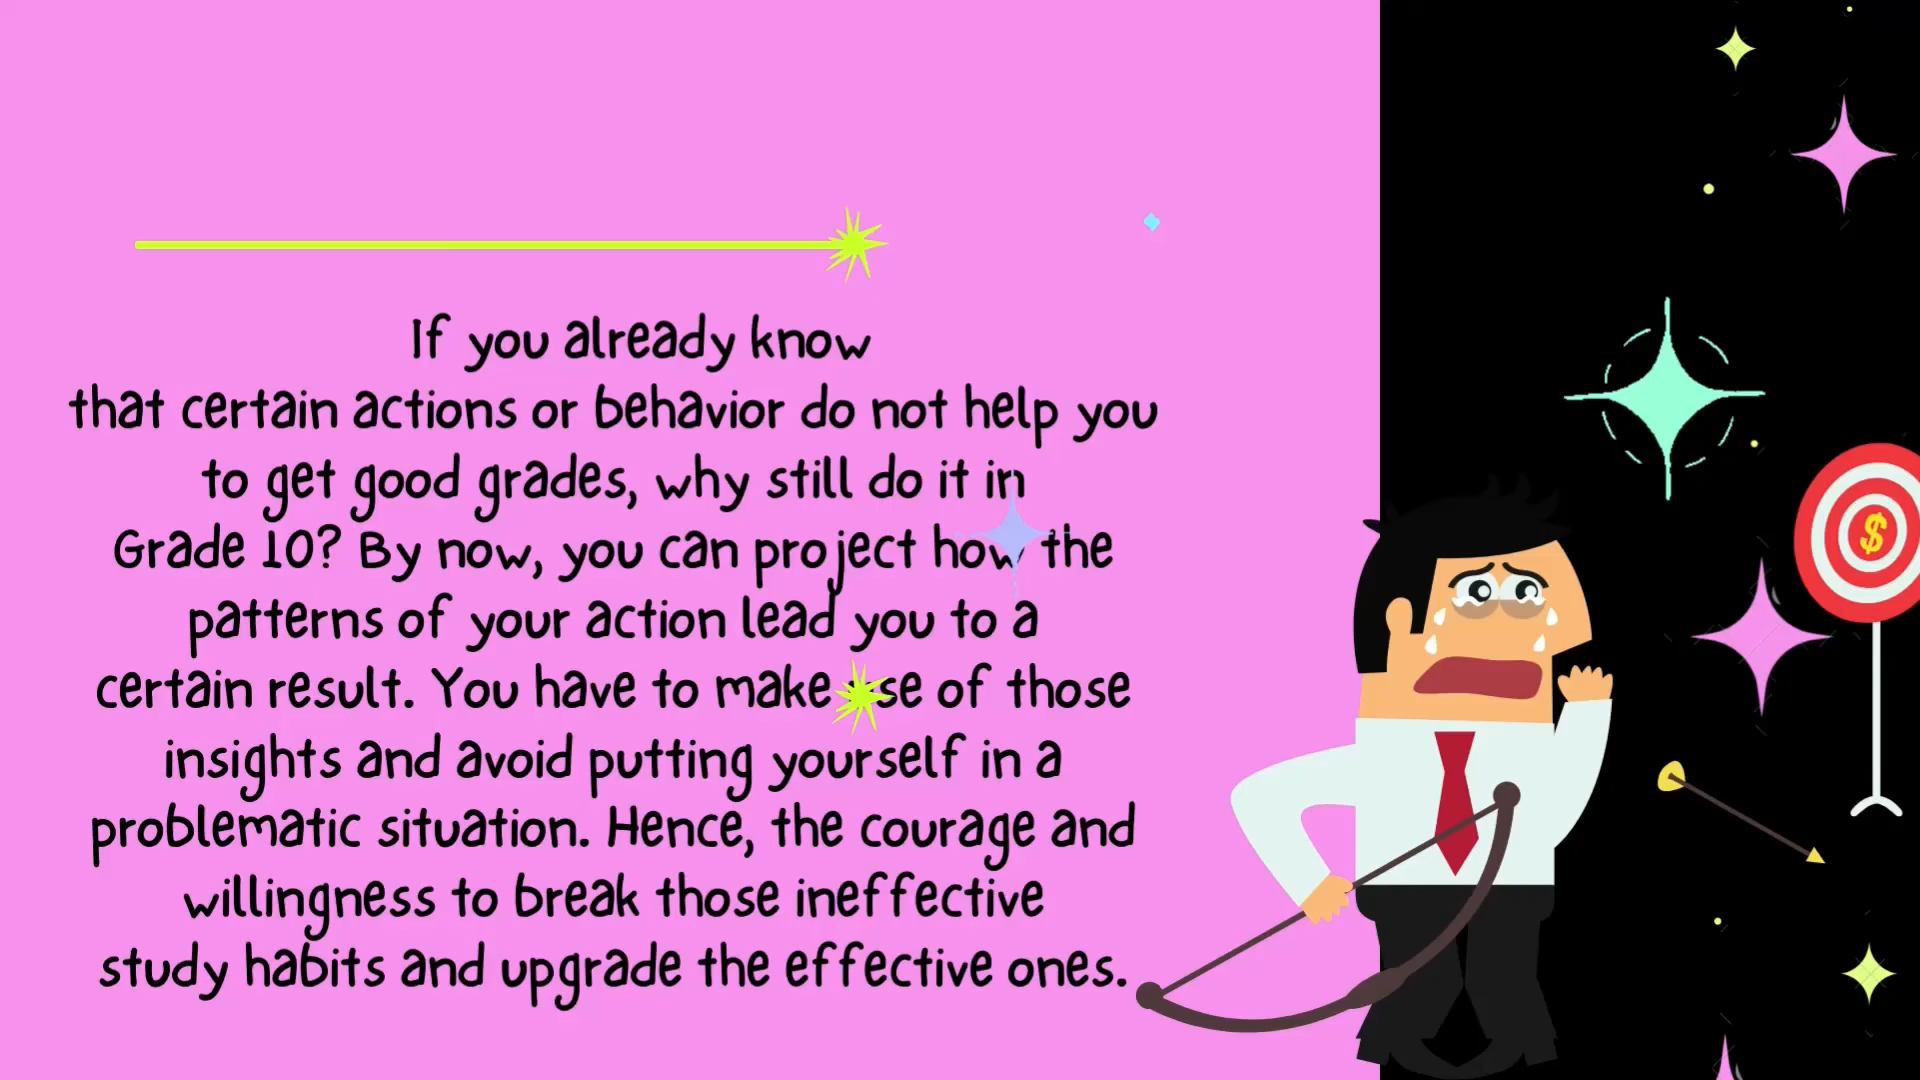 If you already know
that certain actions or behavior do not help you
to get good grades, why still do it in
Grade 10? By now, you can project how the
patterns of your action lead you to a
certain result. You have to make use of those
insights and avoid putting yourself in a
problematic situation. Hence, the courage and
willingness to break those ineffective
study habits and upgrade the effective ones.
$